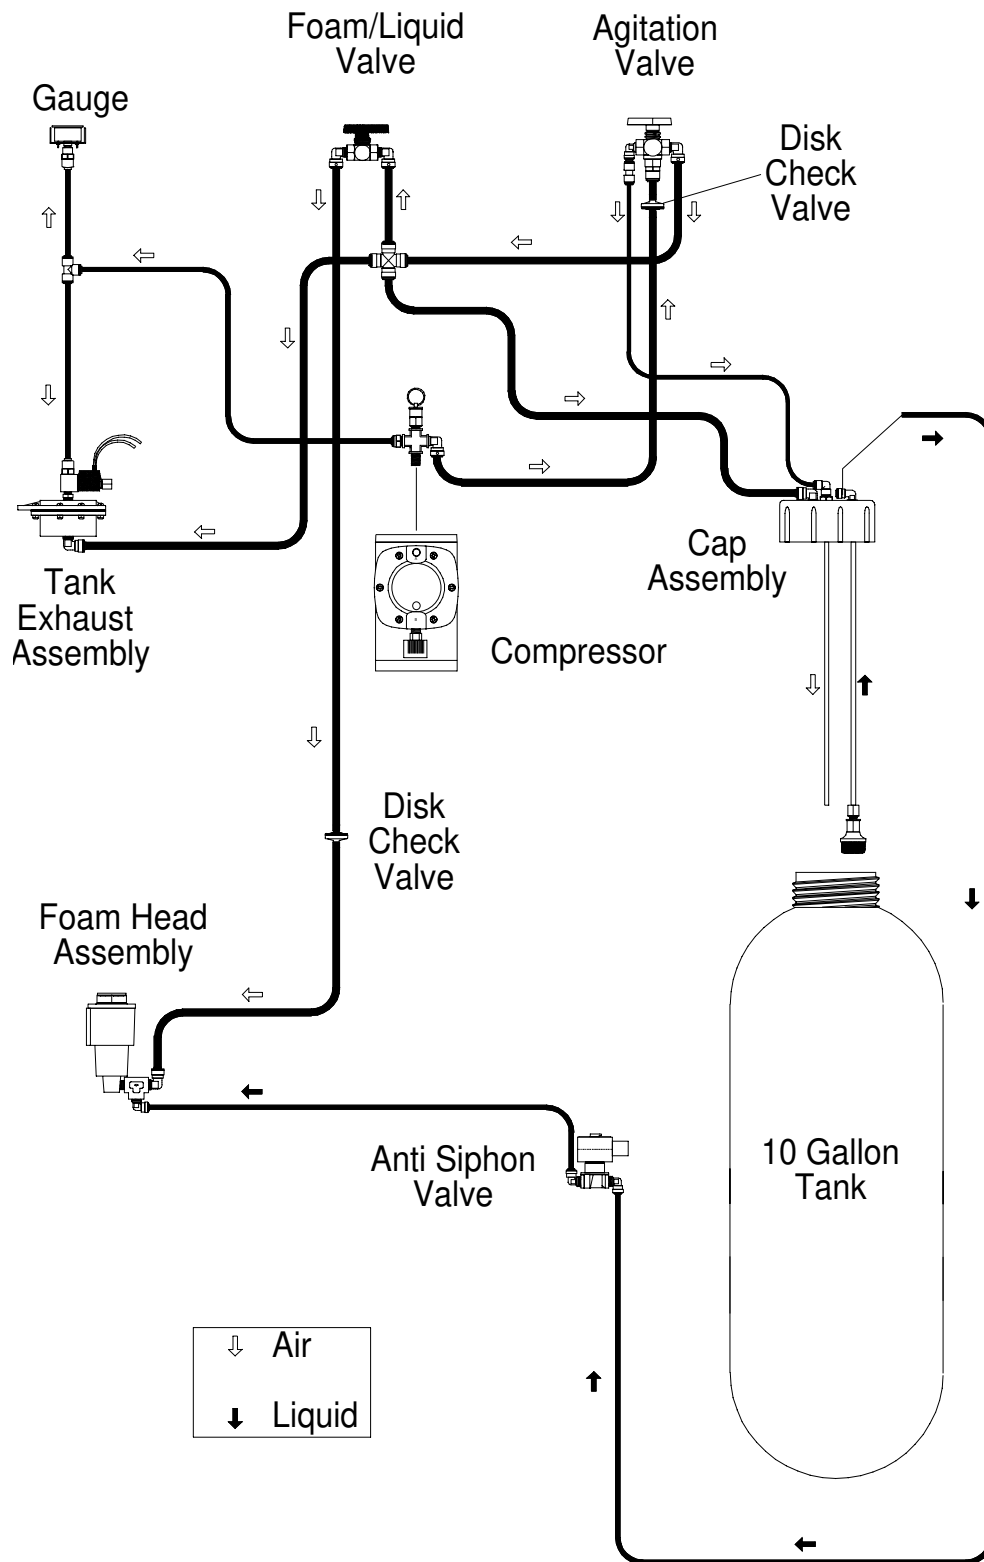 Foam/Liquid
Valve
Agitation
Valve
Gauge
Disk
Check
Valve
Cap
Assembly
Tank
Exhaust
Assembly
Compressor
Disk
Check
Valve
Foam Head
Assembly
Anti Siphon
Valve
10 Gallon
Tank
Air
Liquid